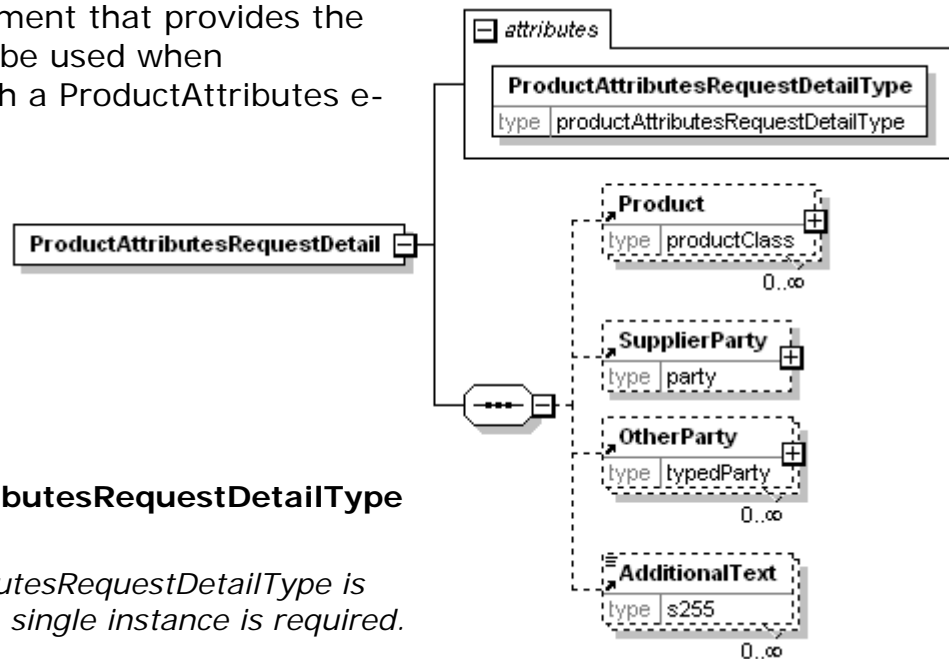 ment that provides the
be used when
h a ProductAttributes e-
attributes
ProductAttributesRequestDetailType
type productAttributesRequestDetailType
ProductAttributesRequestDetail
Product
type productClass
0..∞
SupplierParty
type party
OtherParty
type typedParty
0..∞
AdditionalText
type s255
0..∞
ibutesRequestDetailType
utesRequestDetailType is
single instance is required.